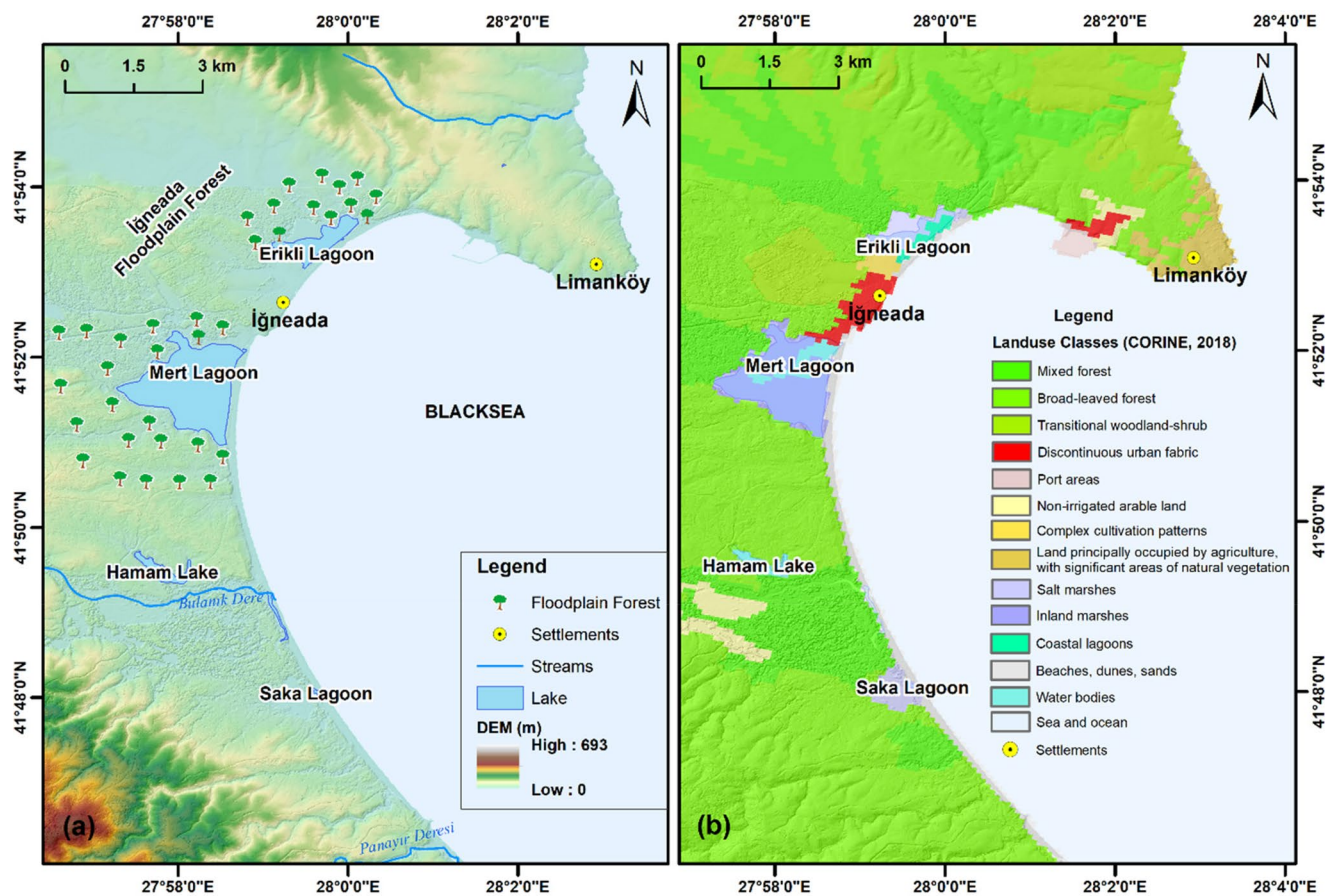 27°58'0"E
28°0'0"E
28°2'0"E
0 1.5 3 km
N
41°54'0"N
41°52'0"N
41°50'0"N
41°48'0"N
İğneada
Floodplain Forest
Erikli Lagoon
Limanköy
İğneada
Mert Lagoon
BLACKSEA
Hamam Lake
Bulanık Dere
Saka Lagoon
Panayır Deresi
Legend
Floodplain Forest
Settlements
Streams
Lake
DEM (m)
High : 693
Low : 0
(a)
27°58'0"E
28°0'0"E
28°2'0"E
27°58'0"E
28°0'0"E
28°2'0"E
28°4'0"E
0 1.5 3 km
N
41°54'0"N
41°52'0"N
41°50'0"N
41°48'0"N
Erikli Lagoon
Limanköy
İğneada
Mert Lagoon
Hamam Lake
Saka Lagoon
Legend
Landuse Classes (CORINE, 2018)
Mixed forest
Broad-leaved forest
Transitional woodland-shrub
Discontinuous urban fabric
Port areas
Non-irrigated arable land
Complex cultivation patterns
Land principally occupied by agriculture,
with significant areas of natural vegetation
Salt marshes
Inland marshes
Coastal lagoons
Beaches, dunes, sands
Water bodies
Sea and ocean
Settlements
(b)
27°58'0"E
28°0'0"E
28°2'0"E
28°4'0"E